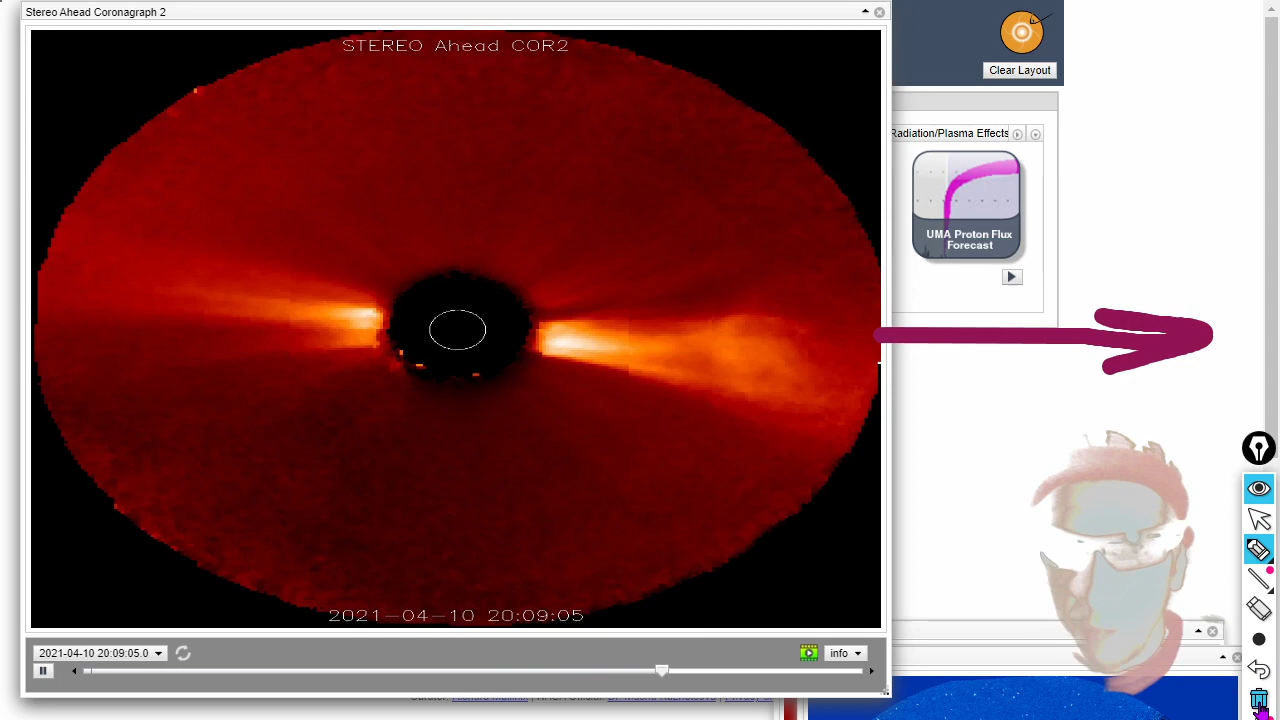 Stereo Ahead Coronagraph 2
STEREO Ahead COR2
Clear Layout
Radiation/Plasma Effects
UMA Proton Flux
Forecast
2021-04-10 20:09:05
2021-04-10 20:09:05.0
info